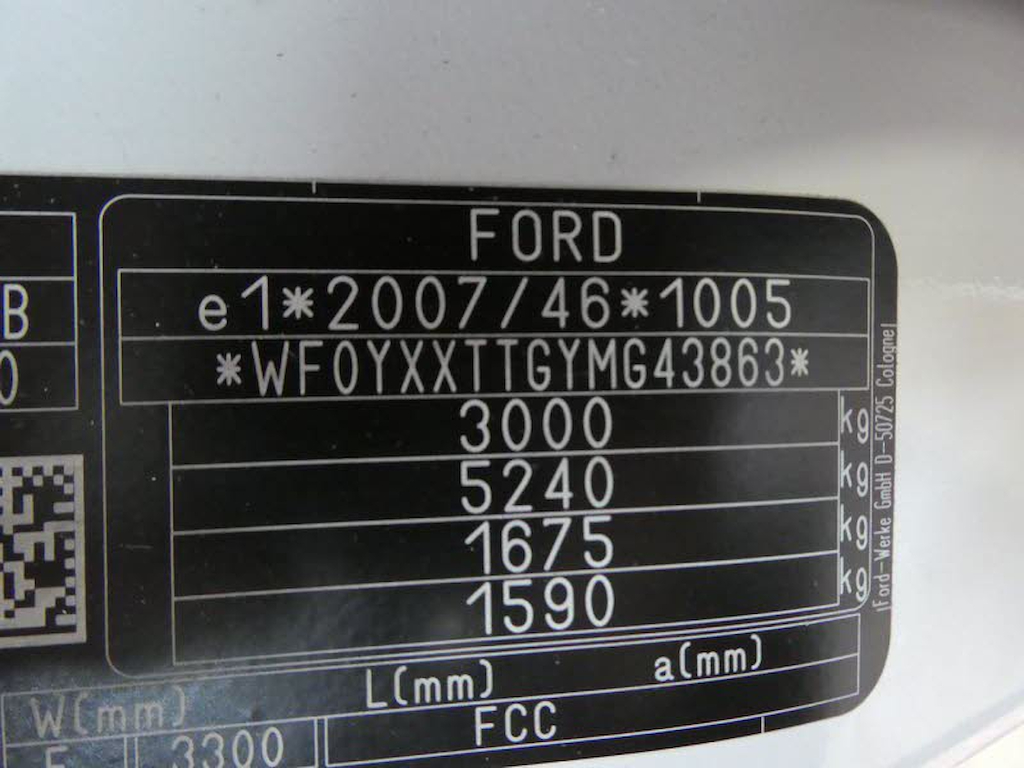 FORD
e1*2007/46*1005
*WF0YXXTTGYMG43863*
B
0
3000 kg
5240 kg
1675 kg
1590 kg
Ford-Werke GmbH D-50725 Cologne
W(mm) L(mm) a(mm)
3300 FCC